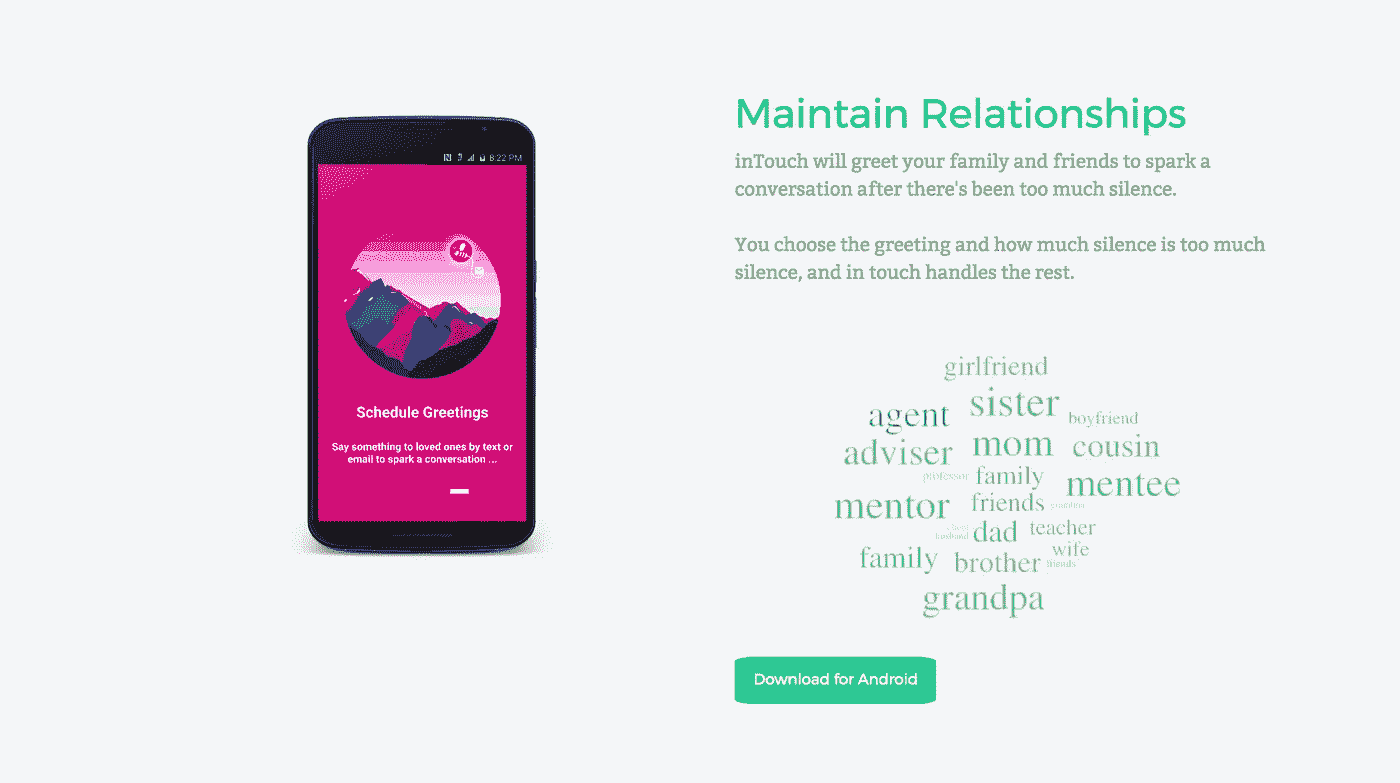 8:22 PM
Schedule Greetings
Say something to loved ones by text or
email to spark a conversation ...
Maintain Relationships
inTouch will greet your family and friends to spark a
conversation after there's been too much silence.
You choose the greeting and how much silence is too much
silence, and in touch handles the rest.
girlfriend
agent sister boyfriend
adviser mom cousin
professor family mentee
mentor friends
husband dad teacher
family brother wife
friends
grandpa
Download for Android